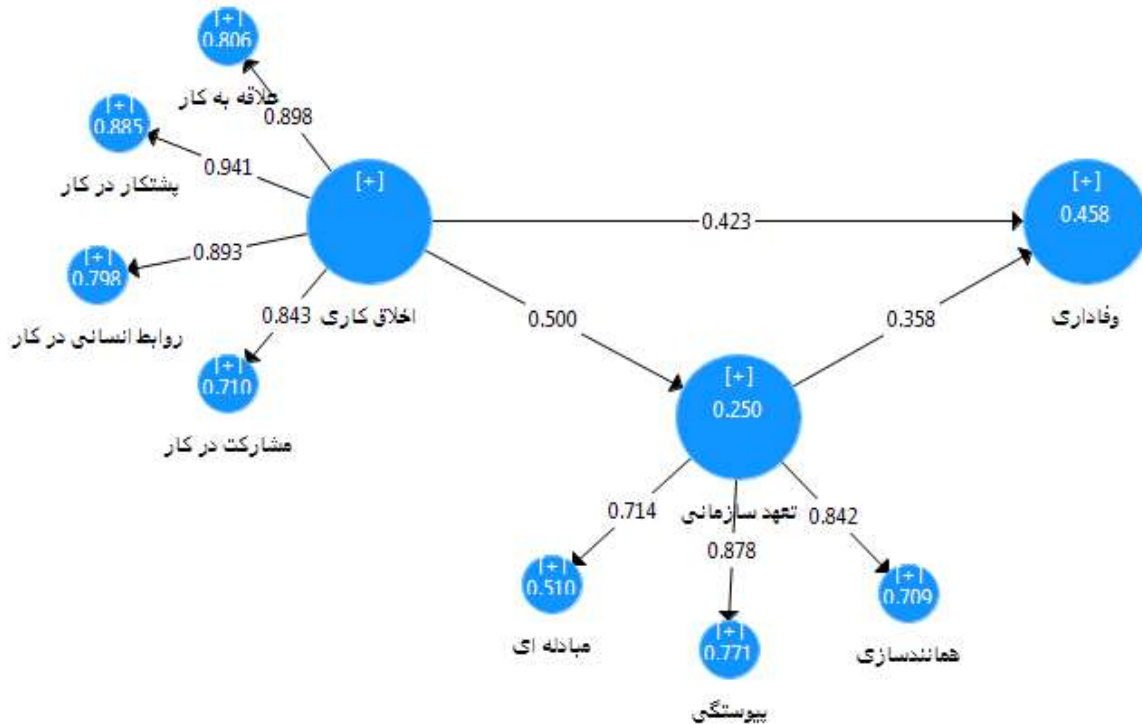 [+]
0.806
علاقه به کار
0.898
[+]
0.885
پشتکار در کار
0.941
[+]
0.798
روابط انسانی در کار
0.893
[+]
0.710
مشارکت در کار
0.843
[+]
اخلاق کاری
0.423
[+]
0.458
وفاداری
0.500
0.358
[+]
0.250
تعهد سازمانی
0.714
0.878
0.842
[+]
0.510
مبادله ای
[+]
0.771
پیوستگی
[+]
0.709
همانندسازی